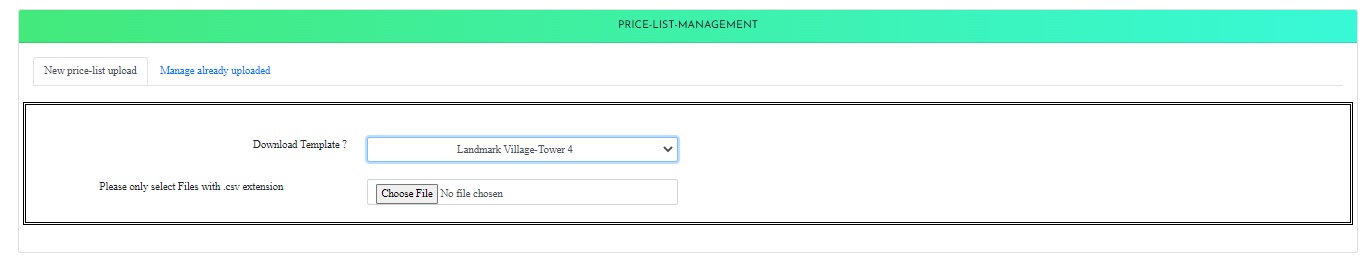 PRICE-LIST-MANAGEMENT
New price-list upload Manage already uploaded
Download Template ? Landmark Village-Tower 4
Please only select Files with .csv extension Choose File No file chosen